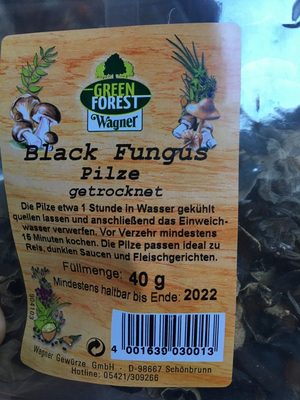 GREEN
FOREST
Wagner
Black Fungus
Pilze
getrocknet
Die Pilze etwa 1 Stunde in Wasser gekühlt
quellen lassen und anschließend das Einweich-
wasser verwerfen. Vor Verzehr mindestens
15 Minuten kochen. Die Pilze passen ideal zu
Reis, dunklen Saucen und Fleischgerichten.
Füllmenge: 40 g
Mindestens haltbar bis Ende: 2022
4 001639 030013
Wagner Gewürze GmbH · D-98667 Schönbrunn
Hotline: 05421/309266